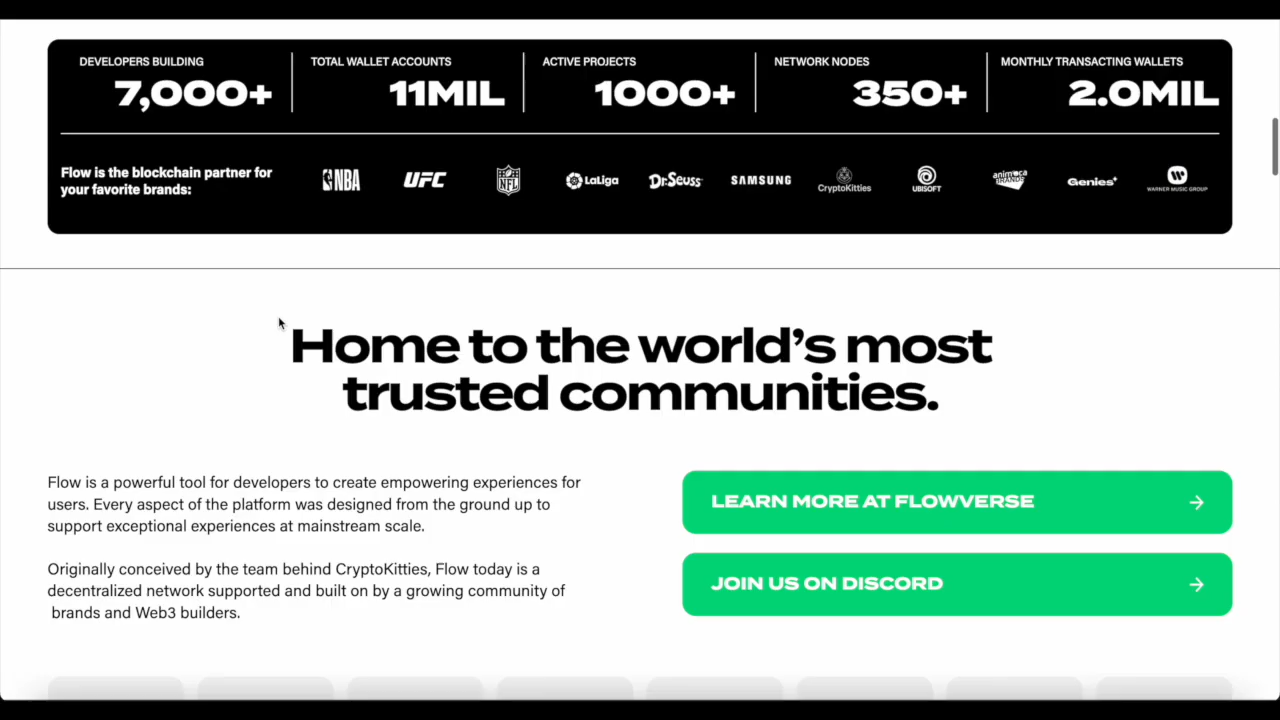 DEVELOPERS BUILDING
7,000+
TOTAL WALLET ACCOUNTS
11MIL
ACTIVE PROJECTS
1000+
NETWORK NODES
350+
MONTHLY TRANSACTING WALLETS
2.0MIL
Flow is the blockchain partner for
your favorite brands:
NBA
UFC
NFL
LaLiga
Dr.Seuss
SAMSUNG
CryptoKitties
UBISOFT
animoca
BRANDS
Genies
WARNER MUSIC GROUP
Home to the world’s most
trusted communities.
Flow is a powerful tool for developers to create empowering experiences for
users. Every aspect of the platform was designed from the ground up to
support exceptional experiences at mainstream scale.
Originally conceived by the team behind CryptoKitties, Flow today is a
decentralized network supported and built on by a growing community of
brands and Web3 builders.
LEARN MORE AT FLOWVERSE
JOIN US ON DISCORD